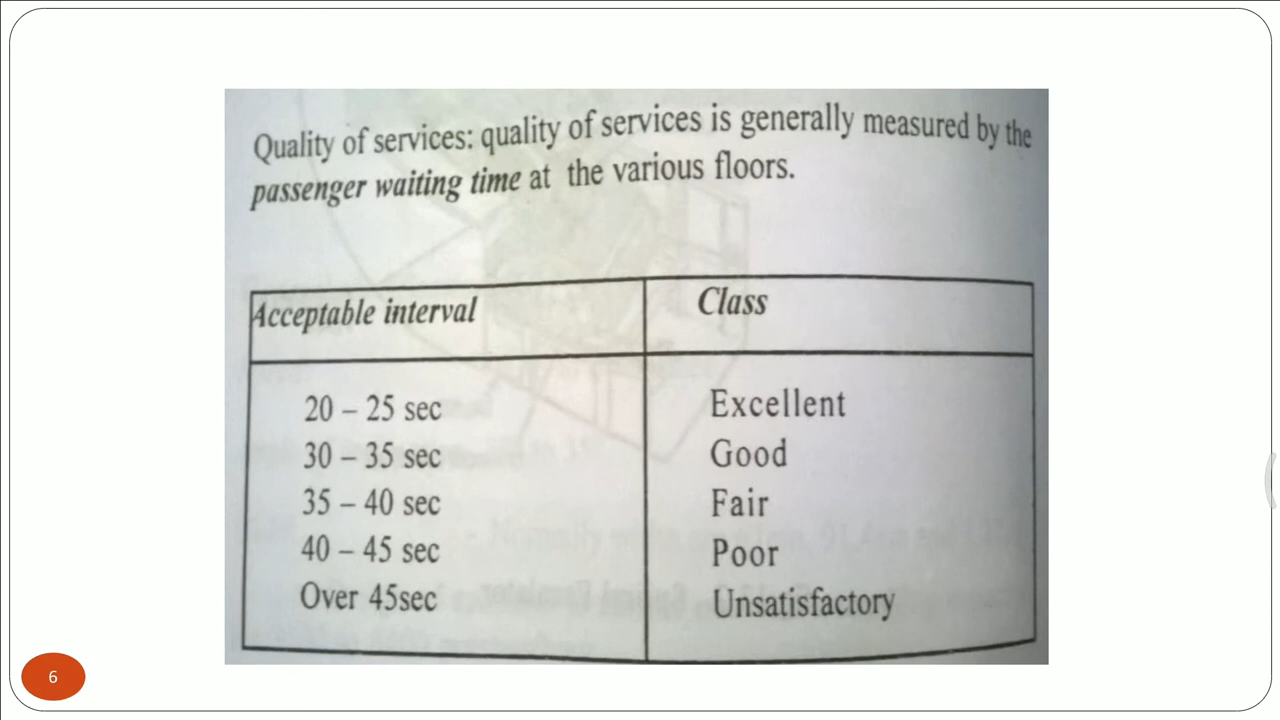 Quality of services: quality of services is generally measured by the
passenger waiting time at the various floors.
Acceptable interval Class
20 – 25 sec Excellent
30 – 35 sec Good
35 – 40 sec Fair
40 – 45 sec Poor
Over 45sec Unsatisfactory
6